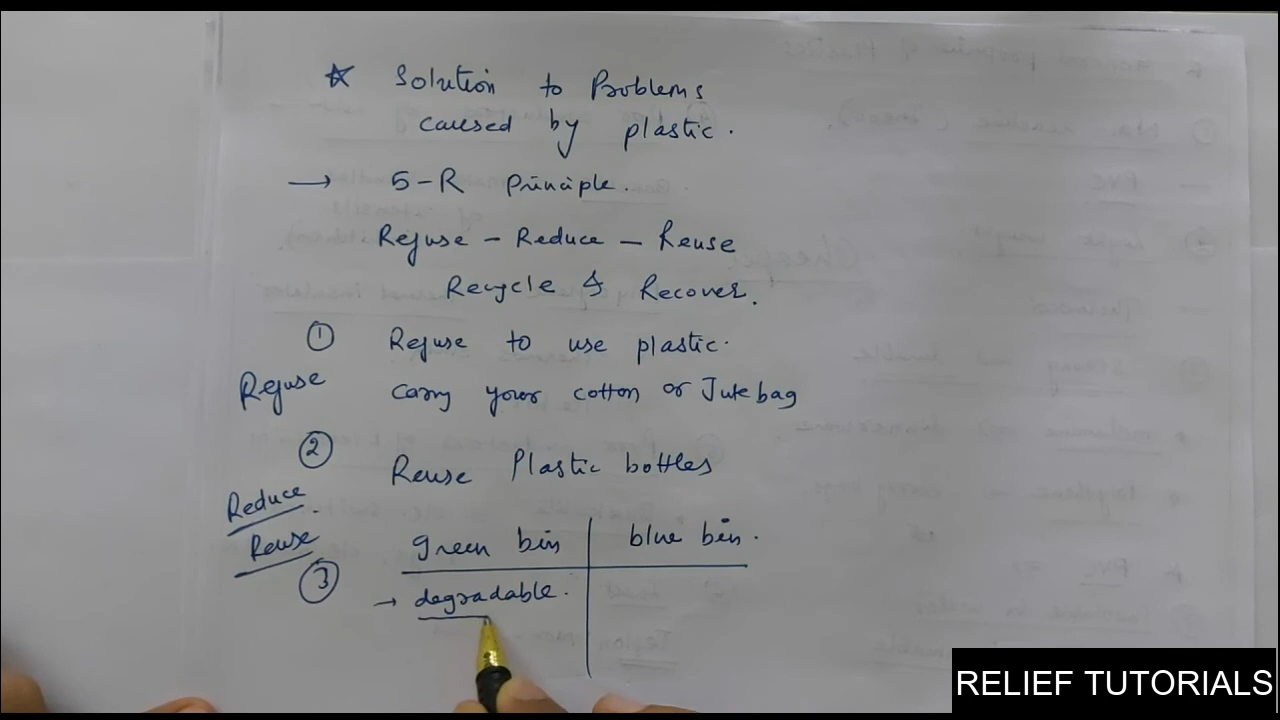 ☆ Solution to Problems
caused by plastic.
→ 5-R Principle.
Refuse - Reduce - Reuse
Recycle & Recover.
① Refuse to use plastic.
Refuse carry your cotton or Jute bag
② Reuse Plastic bottles
Reduce
Reuse
green bin blue bin.
③
→ degradable.
RELIEF TUTORIALS